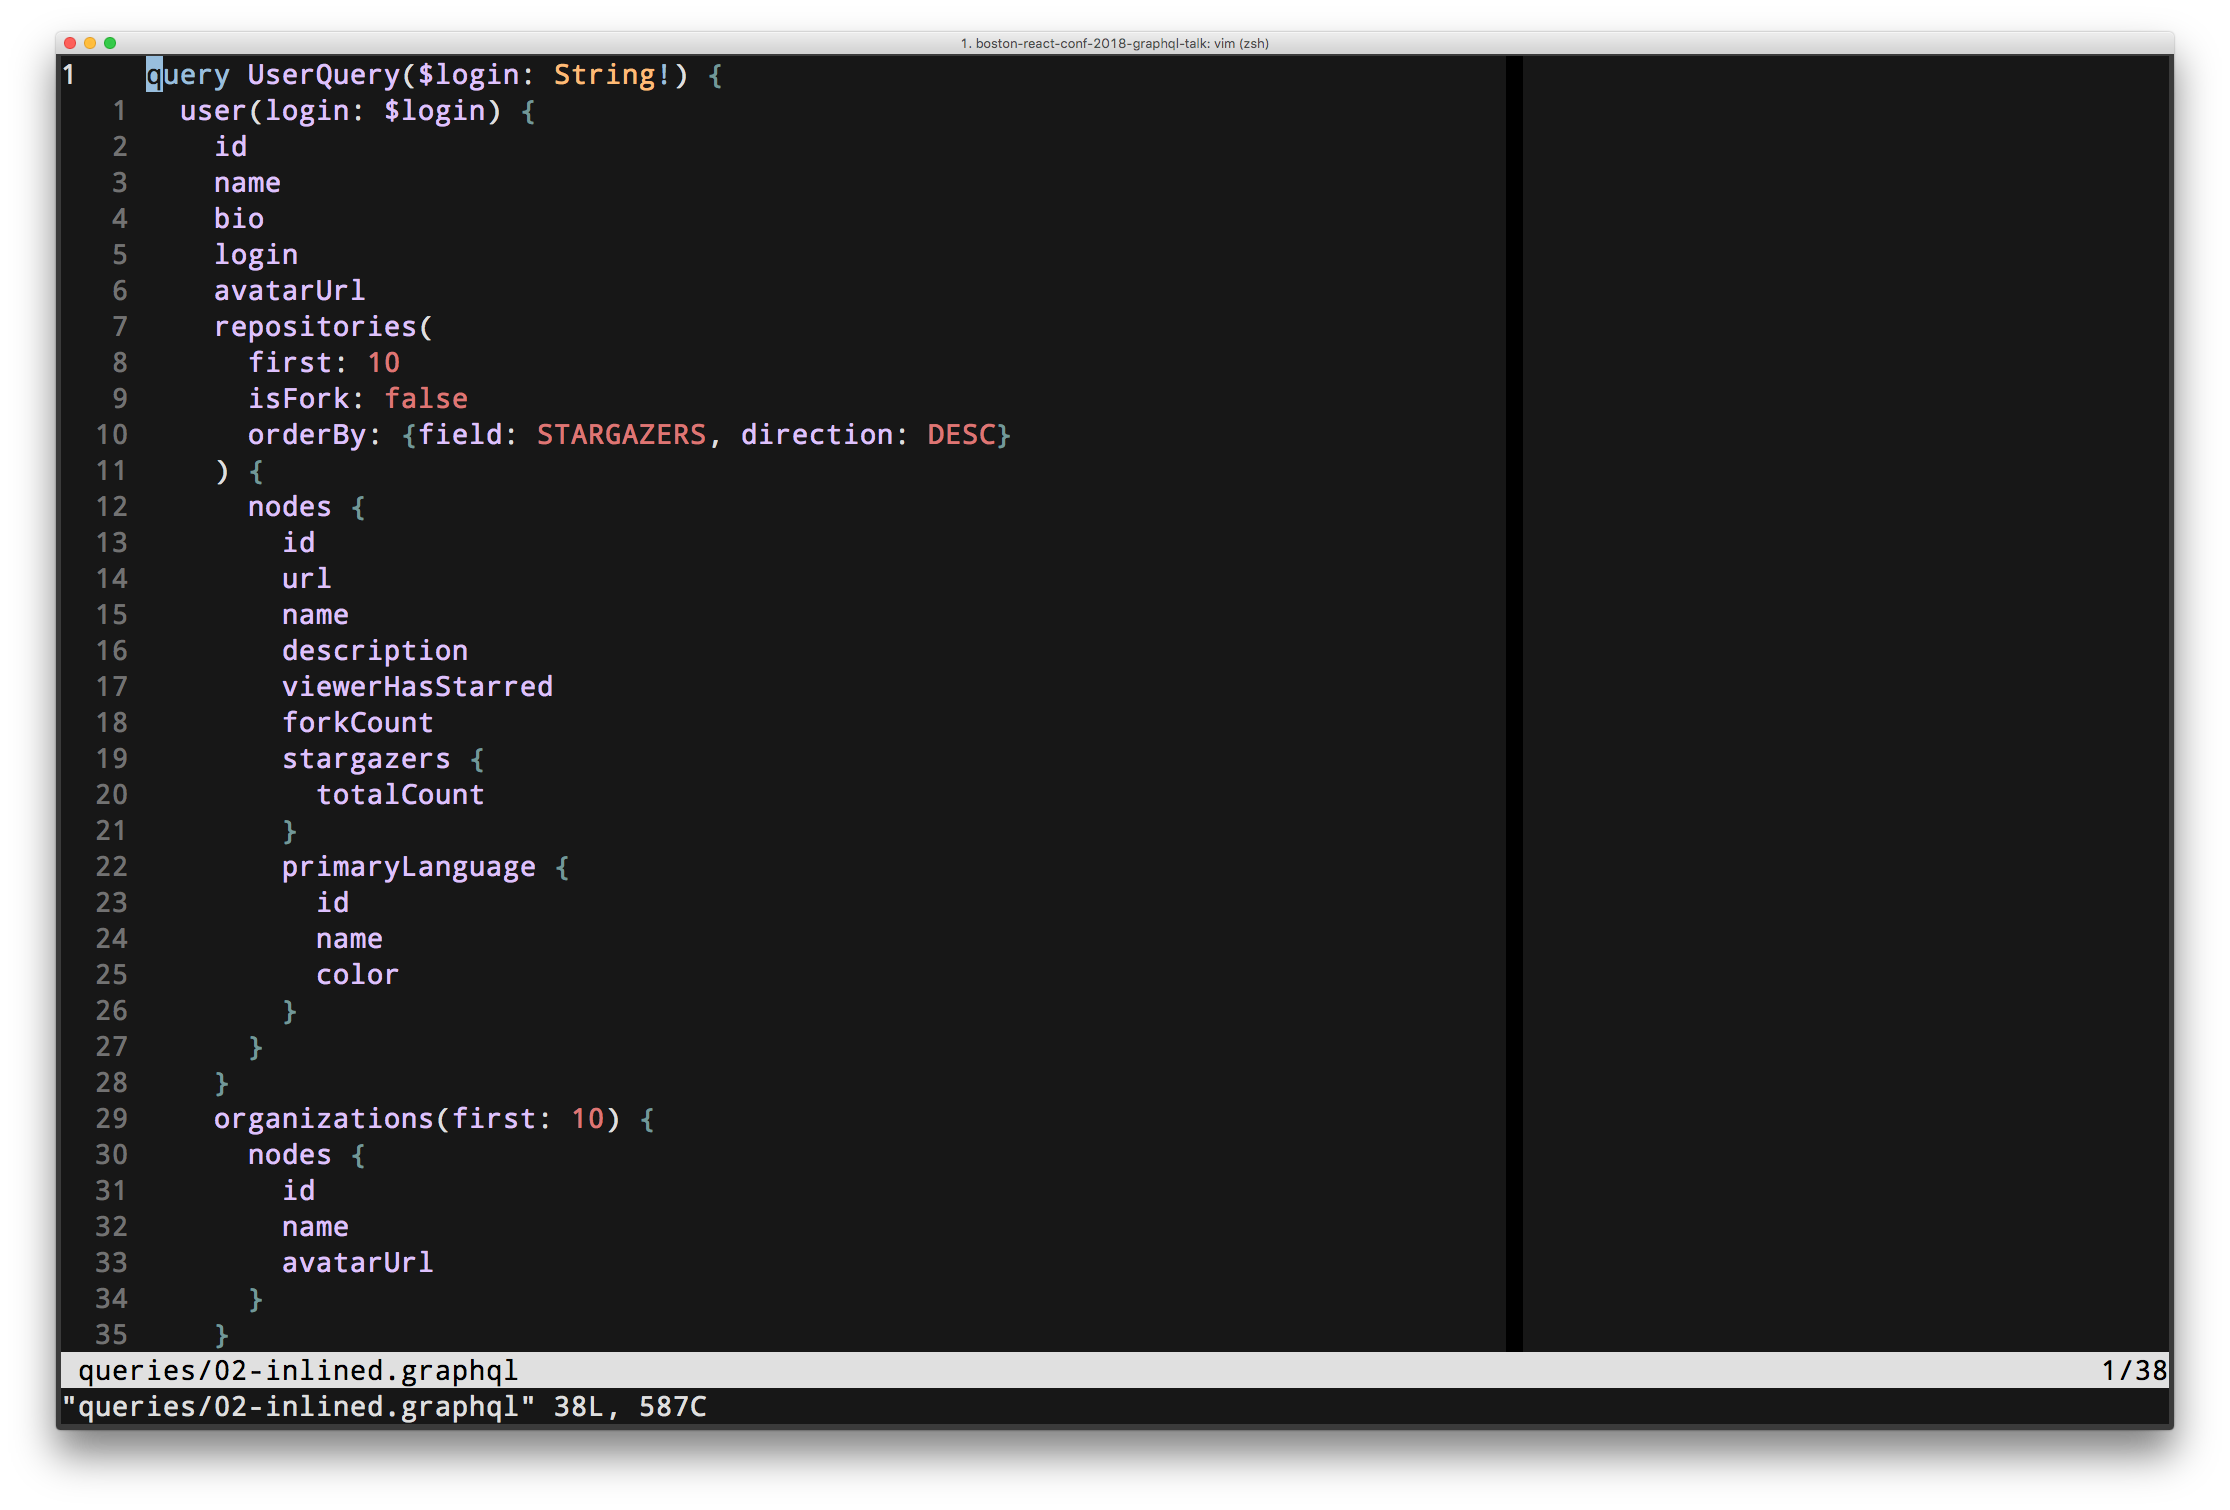 1. boston-react-conf-2018-graphql-talk: vim (zsh)
1 query UserQuery($login: String!) {
1 user(login: $login) {
2 id
3 name
4 bio
5 login
6 avatarUrl
7 repositories(
8 first: 10
9 isFork: false
10 orderBy: {field: STARGAZERS, direction: DESC}
11 ) {
12 nodes {
13 id
14 url
15 name
16 description
17 viewerHasStarred
18 forkCount
19 stargazers {
20 totalCount
21 }
22 primaryLanguage {
23 id
24 name
25 color
26 }
27 }
28 }
29 organizations(first: 10) {
30 nodes {
31 id
32 name
33 avatarUrl
34 }
35 }
queries/02-inlined.graphql 1/38
"queries/02-inlined.graphql" 38L, 587C